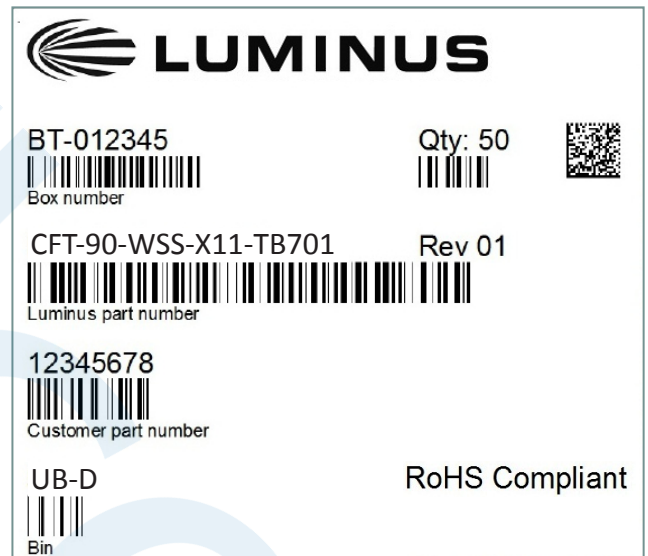 LUMINUS
BT-012345 Qty: 50
Box number
CFT-90-WSS-X11-TB701 Rev 01
Luminus part number
12345678
Customer part number
UB-D RoHS Compliant
Bin